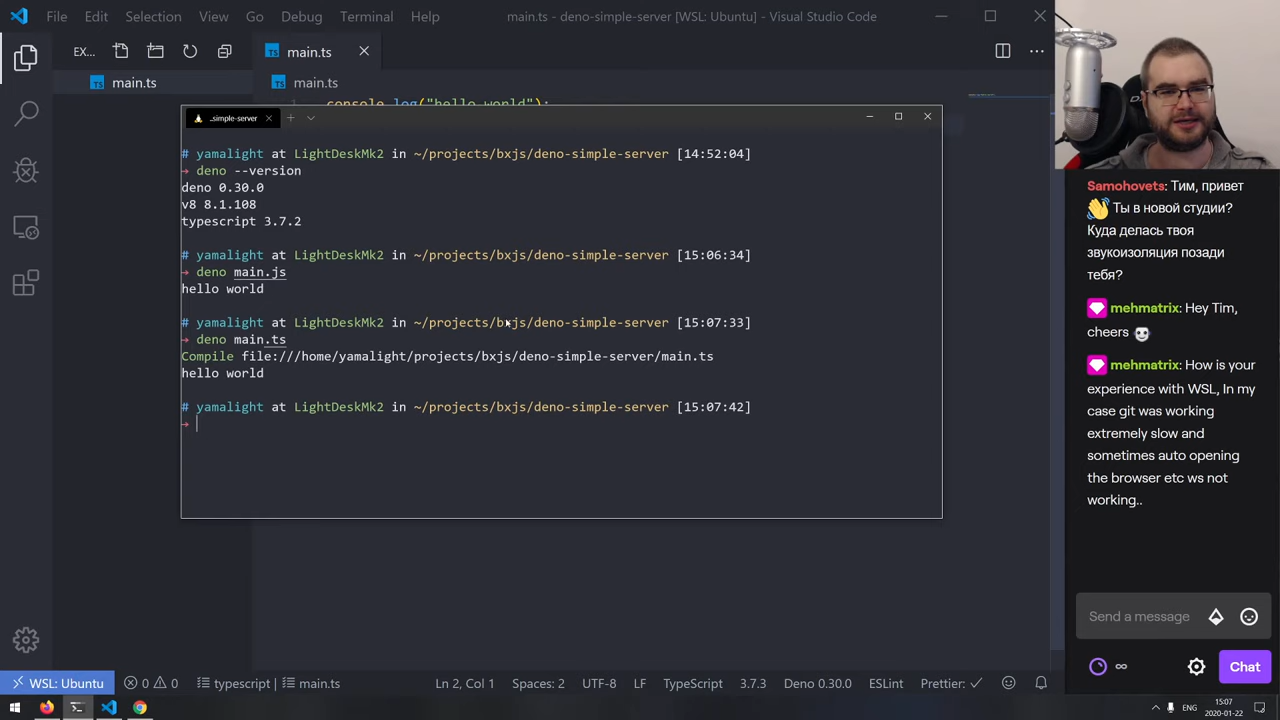 File Edit Selection View Go Debug Terminal Help main.ts - deno-simple-server [WSL: Ubuntu] - Visual Studio Code
EX...
TS main.ts
TS main.ts
TS main.ts
1 console.log("hello world");
..simple-server
# yamalight at LightDeskMk2 in ~/projects/bxjs/deno-simple-server [14:52:04]
→ deno --version
deno 0.30.0
v8 8.1.108
typescript 3.7.2
# yamalight at LightDeskMk2 in ~/projects/bxjs/deno-simple-server [15:06:34]
→ deno main.js
hello world
# yamalight at LightDeskMk2 in ~/projects/bxjs/deno-simple-server [15:07:33]
→ deno main.ts
Compile file:///home/yamalight/projects/bxjs/deno-simple-server/main.ts
hello world
# yamalight at LightDeskMk2 in ~/projects/bxjs/deno-simple-server [15:07:42]
→
Samohovets: Тим, привет
👋 Ты в новой студии?
Куда делась твоя
звукоизоляция позади
тебя?
mehmatrix: Hey Tim,
cheers
mehmatrix: How is your
experience with WSL, In my
case git was working
extremely slow and
sometimes auto opening
the browser etc ws not
working..
Send a message
∞ Chat
WSL: Ubuntu 0 0 typescript | main.ts Ln 2, Col 1 Spaces: 2 UTF-8 LF TypeScript 3.7.3 Deno 0.30.0 ESLint Prettier: ✓
ENG 15:07
2020-01-22